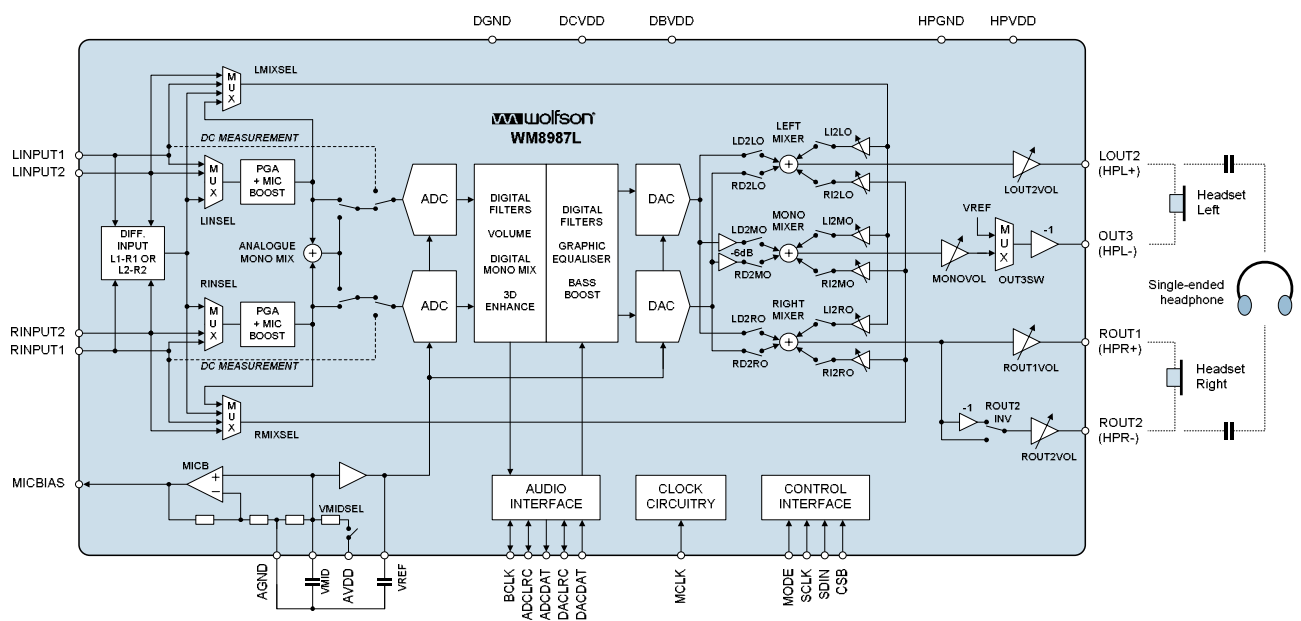 DGND
DCVDD
DBVDD
HPGND
HPVDD
LMIXSEL
M
U
X
wolfson
WM8987L
DC MEASUREMENT
LINPUT1
LINPUT2
M
U
X
PGA
+ MIC
BOOST
LINSEL
DIFF.
INPUT
L1-R1 OR
L2-R2
ANALOGUE
MONO MIX
RINSEL
M
U
X
PGA
+ MIC
BOOST
RINPUT2
RINPUT1
DC MEASUREMENT
M
U
X
RMIXSEL
ADC
ADC
DIGITAL
FILTERS
VOLUME
DIGITAL
MONO MIX
3D
ENHANCE
DIGITAL
FILTERS
GRAPHIC
EQUALISER
BASS
BOOST
DAC
DAC
LEFT
MIXER
LD2LO
RD2LO
LI2LO
RI2LO
MONO
MIXER
LD2MO
-6dB
RD2MO
LI2MO
RI2MO
RIGHT
MIXER
LD2RO
RD2RO
LI2RO
RI2RO
LOUT2VOL
VREF
M
U
X
-1
MONOVOL
OUT3SW
ROUT1VOL
-1
ROUT2
INV
ROUT2VOL
LOUT2
(HPL+)
OUT3
(HPL-)
ROUT1
(HPR+)
ROUT2
(HPR-)
Headset
Left
Single-ended
headphone
Headset
Right
MICBIAS
MICB
+
−
VMIDSEL
AUDIO
INTERFACE
CLOCK
CIRCUITRY
CONTROL
INTERFACE
AGND
VMID
AVDD
VREF
BCLK
ADCLRC
ADCDAT
DACLRC
DACDAT
MCLK
MODE
SCLK
SDIN
CSB